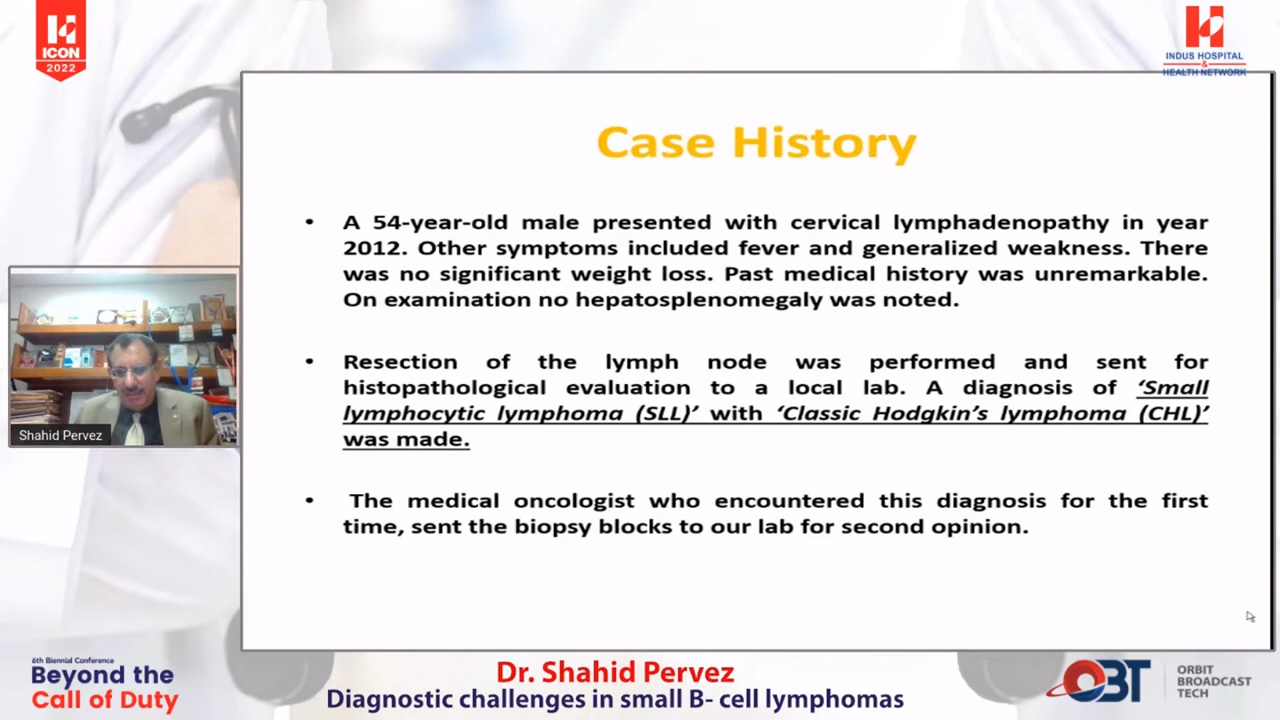 ICON
2022
INDUS HOSPITAL
&
HEALTH NETWORK
Case History
• A 54-year-old male presented with cervical lymphadenopathy in year
2012. Other symptoms included fever and generalized weakness. There
was no significant weight loss. Past medical history was unremarkable.
On examination no hepatosplenomegaly was noted.
• Resection of the lymph node was performed and sent for
histopathological evaluation to a local lab. A diagnosis of ‘Small
lymphocytic lymphoma (SLL)’ with ‘Classic Hodgkin’s lymphoma (CHL)’
was made.
• The medical oncologist who encountered this diagnosis for the first
time, sent the biopsy blocks to our lab for second opinion.
Shahid Pervez
6th Biennial Conference
Beyond the
Call of Duty
Dr. Shahid Pervez
Diagnostic challenges in small B- cell lymphomas
OBT
ORBIT
BROADCAST
TECH